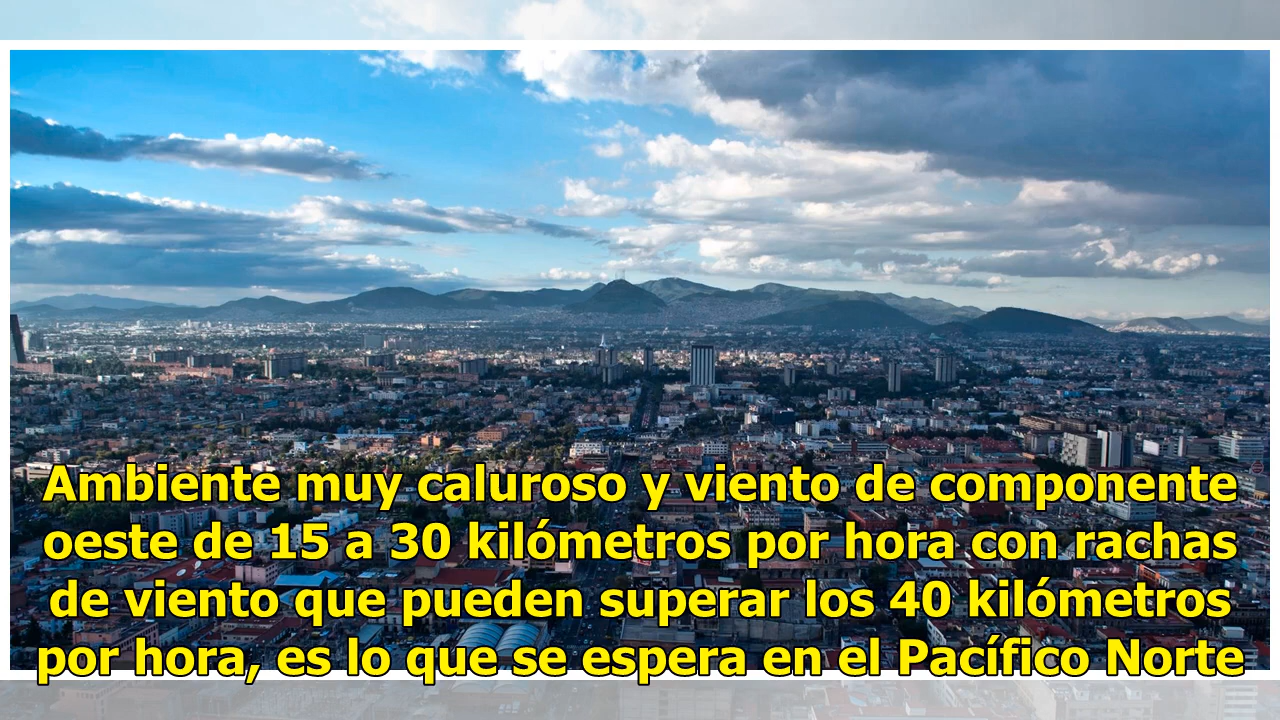 Ambiente muy caluroso y viento de componente
oeste de 15 a 30 kilómetros por hora con rachas
de viento que pueden superar los 40 kilómetros
por hora, es lo que se espera en el Pacífico Norte